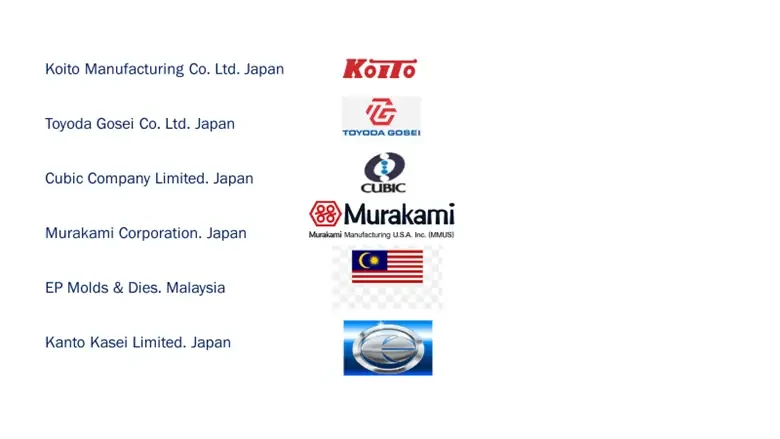 Koito Manufacturing Co. Ltd. Japan
KOITO
Toyoda Gosei Co. Ltd. Japan
TG
TOYODA GOSEI
Cubic Company Limited. Japan
CUBIC
Murakami Corporation. Japan
Murakami
Murakami Manufacturing U.S.A. Inc. (MMUS)
EP Molds & Dies. Malaysia
Kanto Kasei Limited. Japan